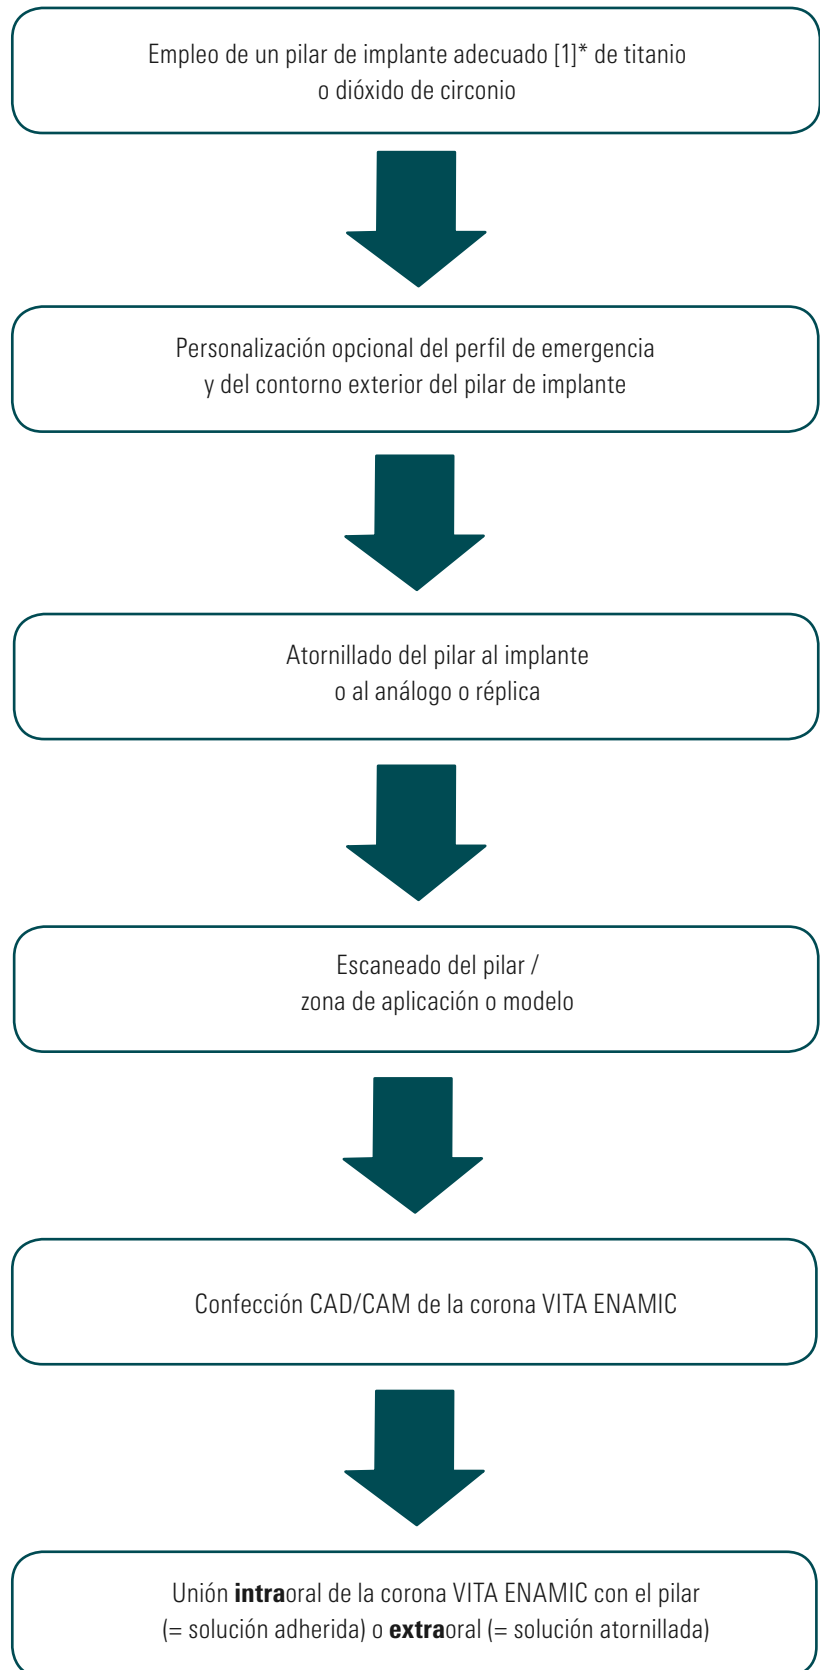 Empleo de un pilar de implante adecuado [1]* de titanio
o dióxido de circonio
Personalización opcional del perfil de emergencia
y del contorno exterior del pilar de implante
Atornillado del pilar al implante
o al análogo o réplica
Escaneado del pilar /
zona de aplicación o modelo
Confección CAD/CAM de la corona VITA ENAMIC
Unión intraoral de la corona VITA ENAMIC con el pilar
(= solución adherida) o extraoral (= solución atornillada)